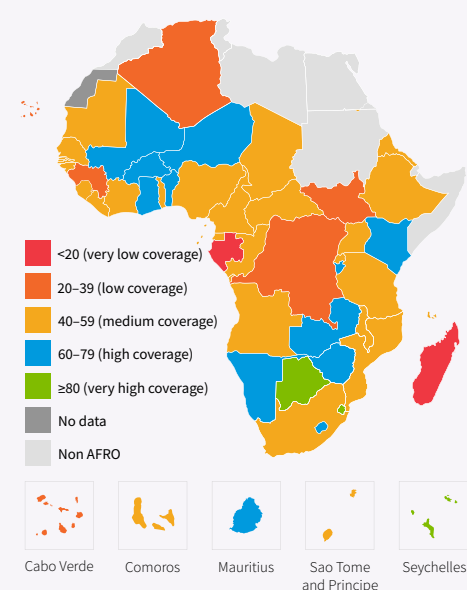 <20 (very low coverage)
20–39 (low coverage)
40–59 (medium coverage)
60–79 (high coverage)
≥80 (very high coverage)
No data
Non AFRO
Cabo Verde
Comoros
Mauritius
Sao Tome
and Principe
Seychelles